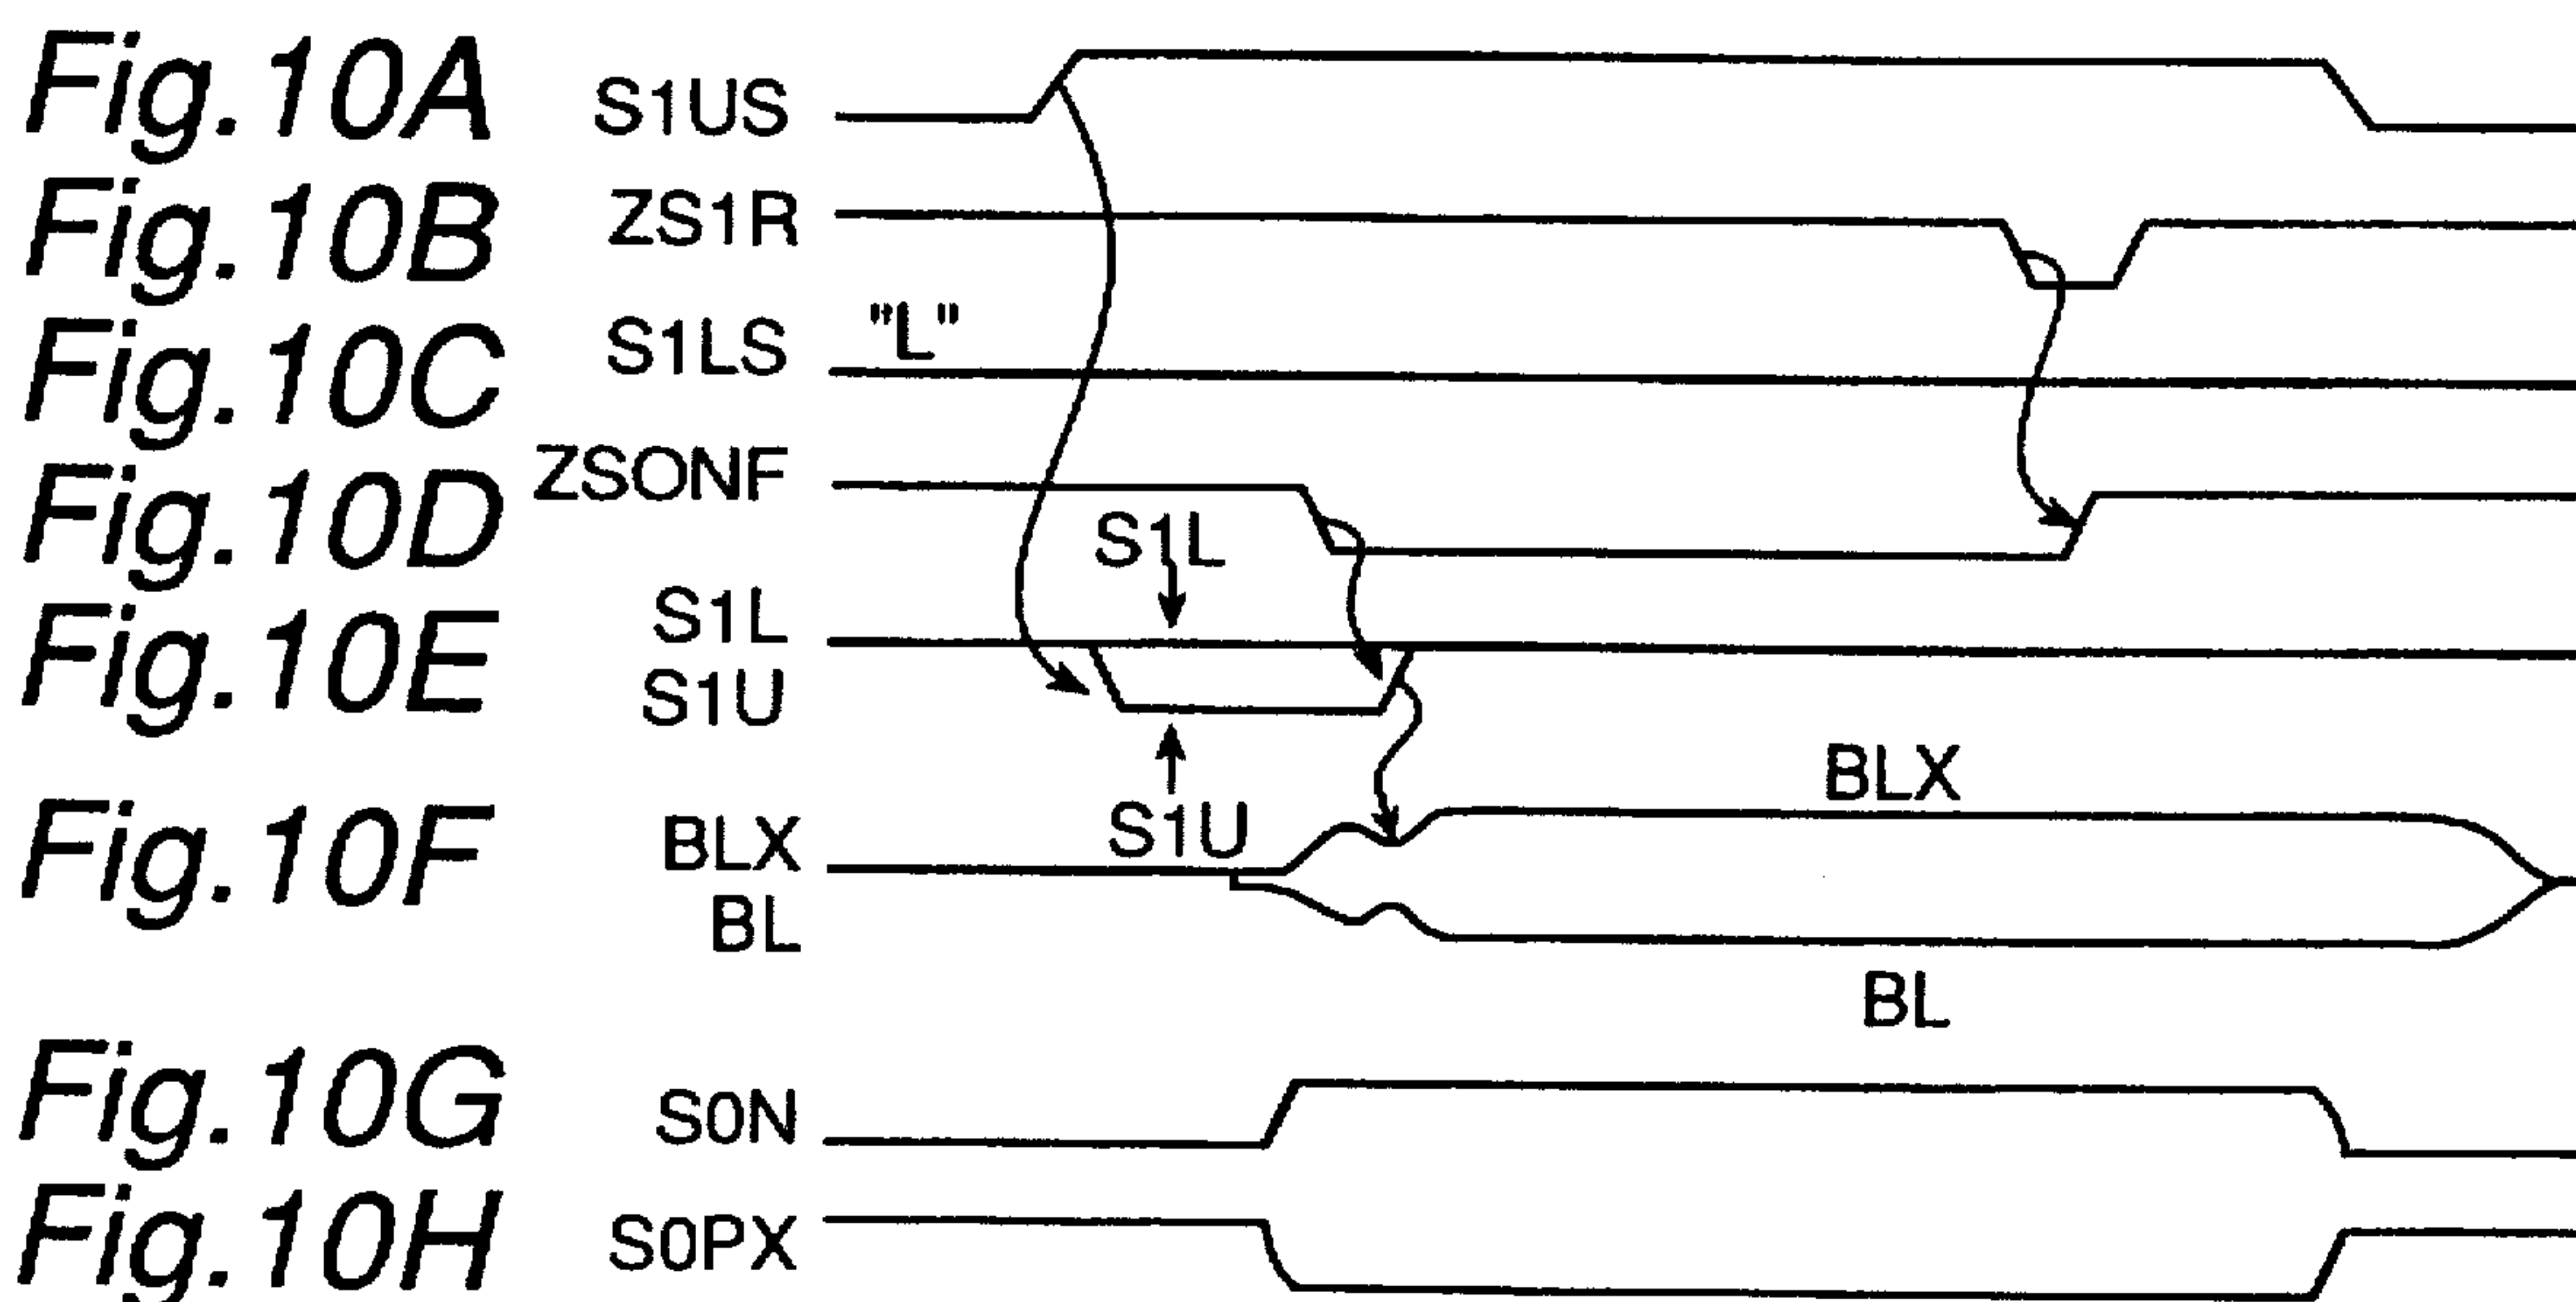 Fig.10A S1US
Fig.10B ZS1R
Fig.10C S1LS "L"
Fig.10D ZSONF
S1L
Fig.10E S1L
S1U
S1U
Fig.10F BLX
BL
BLX
BL
Fig.10G S0N
Fig.10H S0PX